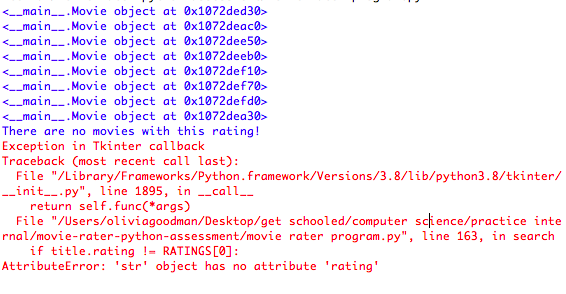 <__main__.Movie object at 0x1072ded30>
<__main__.Movie object at 0x1072deac0>
<__main__.Movie object at 0x1072dee50>
<__main__.Movie object at 0x1072deeb0>
<__main__.Movie object at 0x1072def10>
<__main__.Movie object at 0x1072def70>
<__main__.Movie object at 0x1072defd0>
<__main__.Movie object at 0x1072dea30>
There are no movies with this rating!
Exception in Tkinter callback
Traceback (most recent call last):
  File "/Library/Frameworks/Python.framework/Versions/3.8/lib/python3.8/tkinter/
__init__.py", line 1895, in __call__
    return self.func(*args)
  File "/Users/oliviagoodman/Desktop/get schooled/computer science/practice inte
rnal/movie-rater-python-assessment/movie rater program.py", line 163, in search
    if title.rating != RATINGS[0]:
AttributeError: 'str' object has no attribute 'rating'